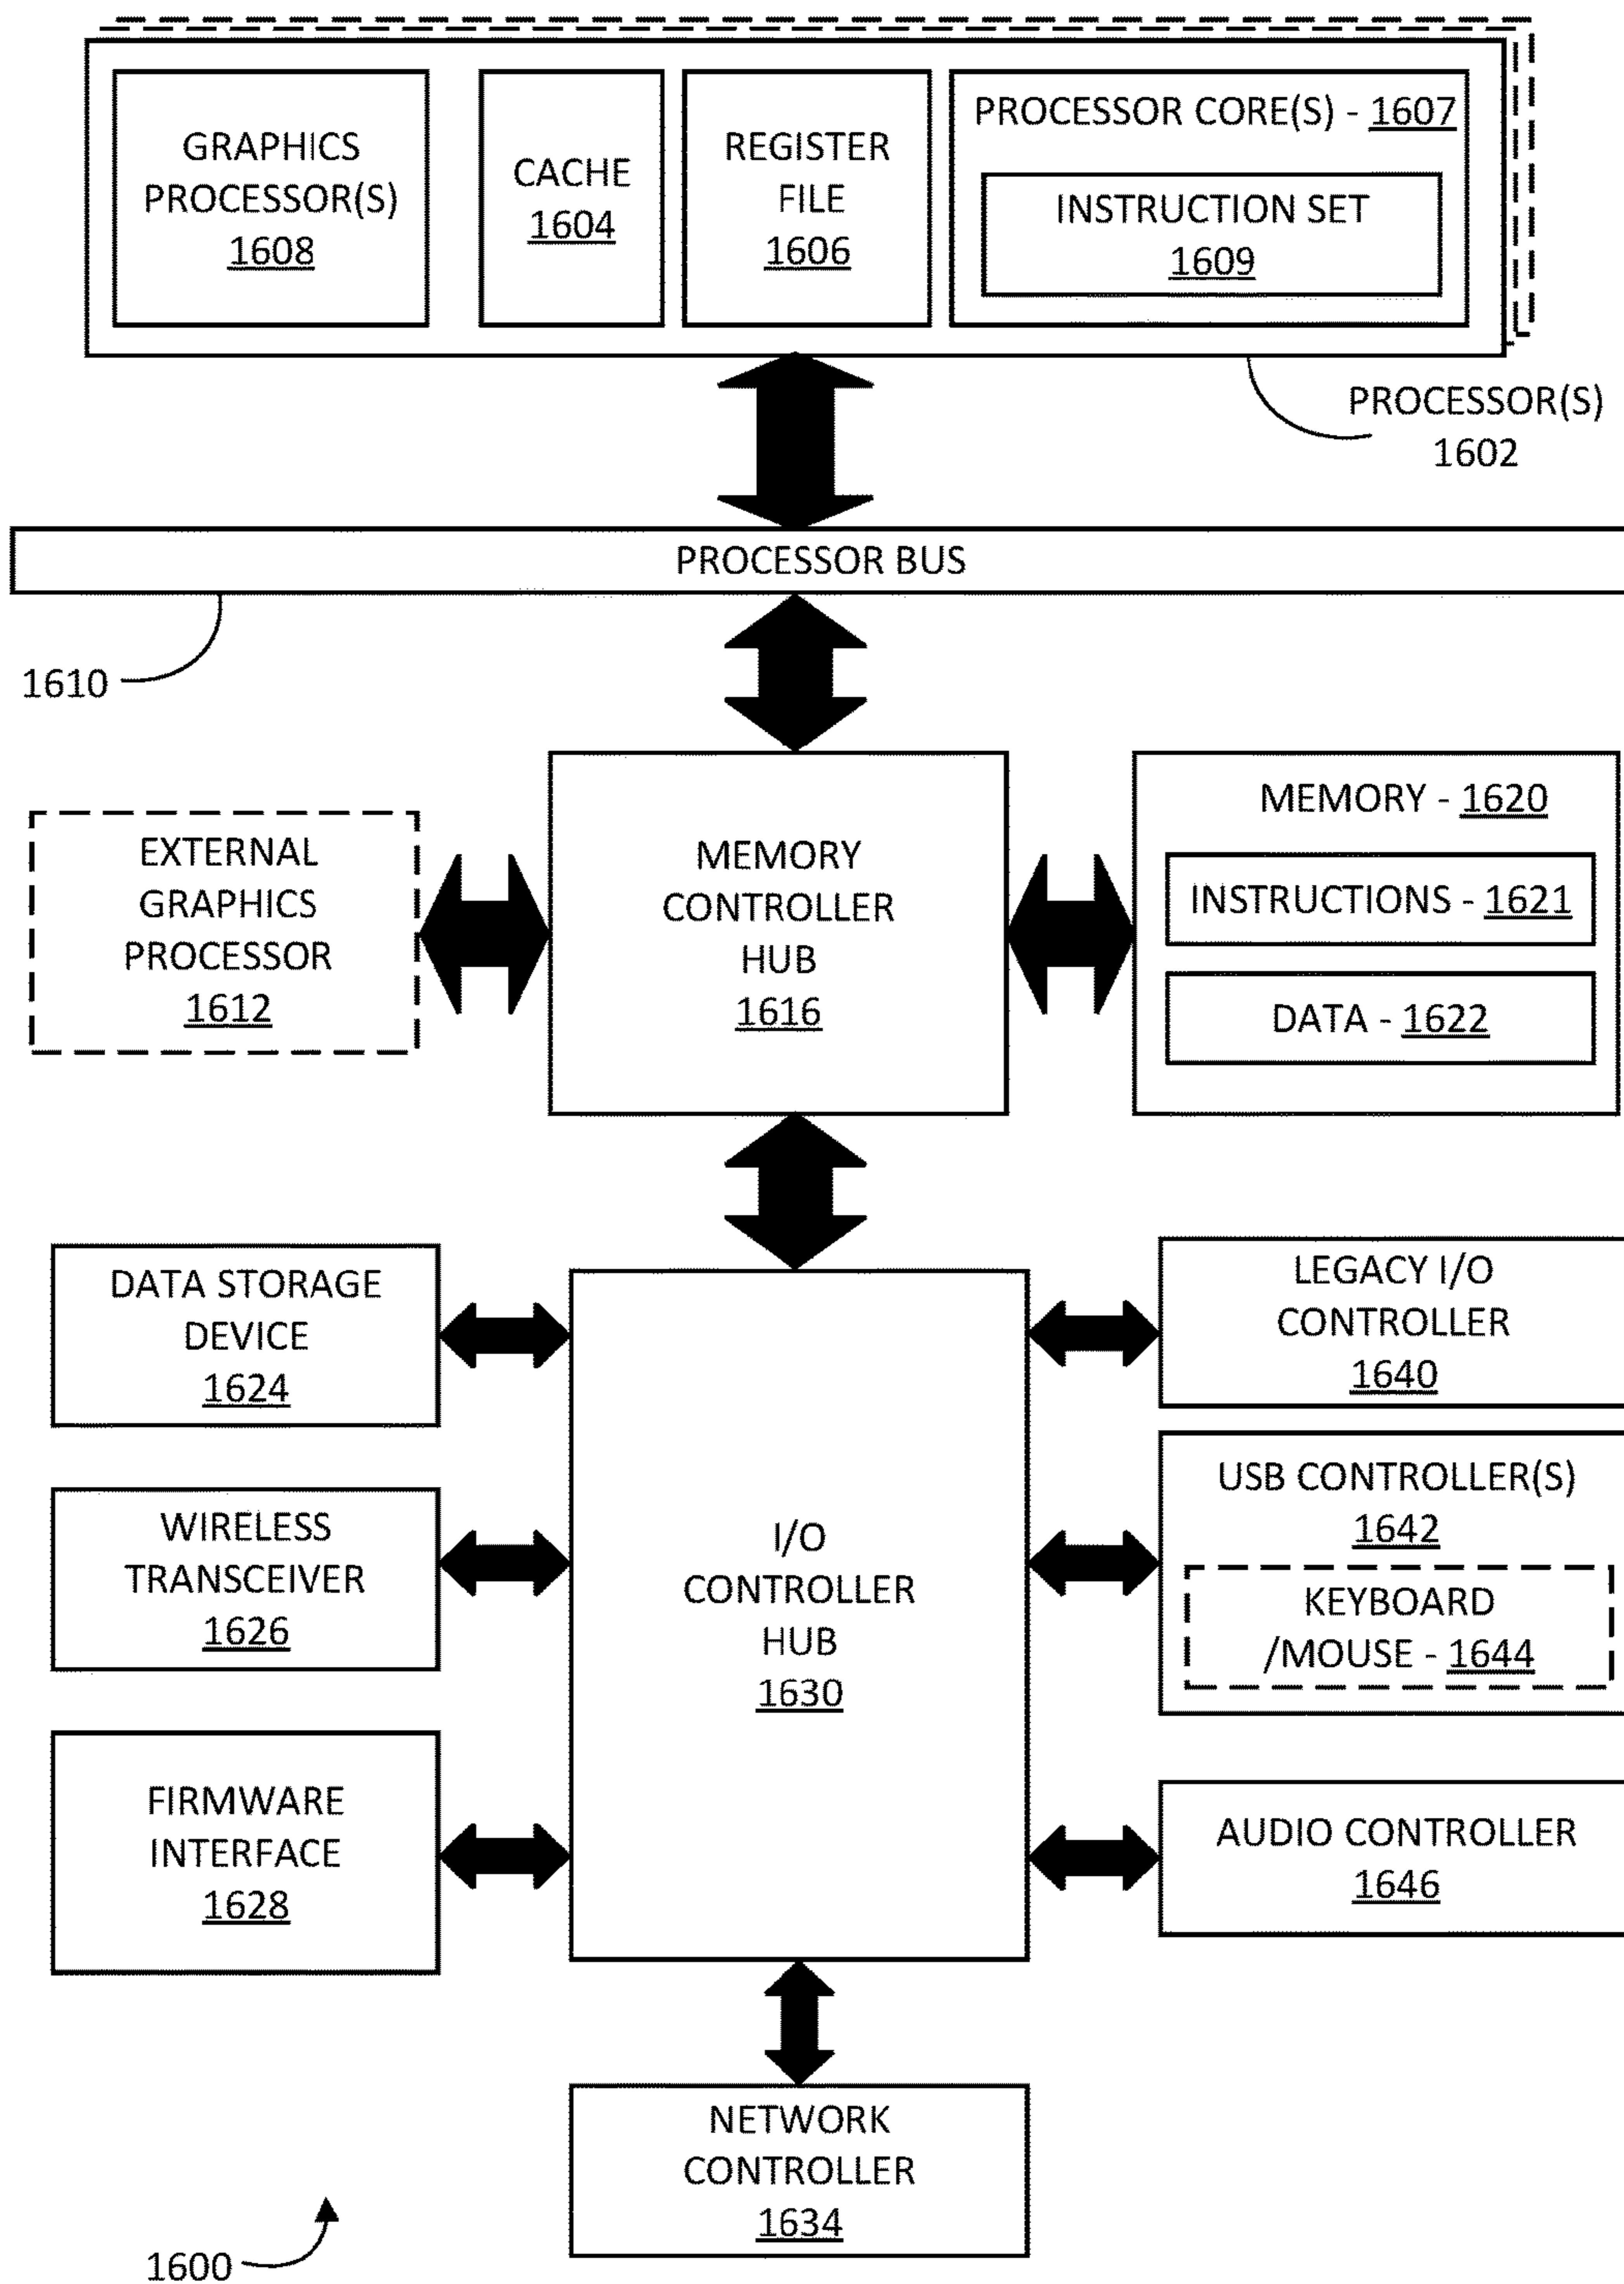 GRAPHICS
PROCESSOR(S)
1608
CACHE
1604
REGISTER
FILE
1606
PROCESSOR CORE(S) - 1607
INSTRUCTION SET
1609
PROCESSOR(S)
1602
PROCESSOR BUS
1610
EXTERNAL
GRAPHICS
PROCESSOR
1612
MEMORY
CONTROLLER
HUB
1616
MEMORY - 1620
INSTRUCTIONS - 1621
DATA - 1622
DATA STORAGE
DEVICE
1624
WIRELESS
TRANSCEIVER
1626
FIRMWARE
INTERFACE
1628
I/O
CONTROLLER
HUB
1630
LEGACY I/O
CONTROLLER
1640
USB CONTROLLER(S)
1642
KEYBOARD
/MOUSE - 1644
AUDIO CONTROLLER
1646
NETWORK
CONTROLLER
1634
1600